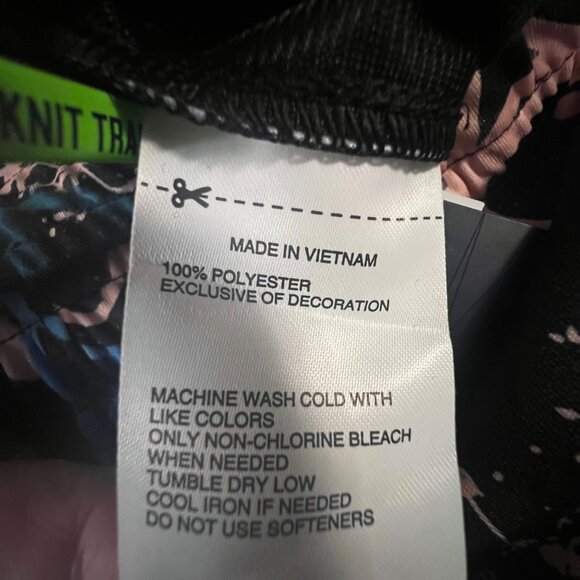 KNIT TRA
MADE IN VIETNAM
100% POLYESTER
EXCLUSIVE OF DECORATION
MACHINE WASH COLD WITH
LIKE COLORS
ONLY NON-CHLORINE BLEACH
WHEN NEEDED
TUMBLE DRY LOW
COOL IRON IF NEEDED
DO NOT USE SOFTENERS